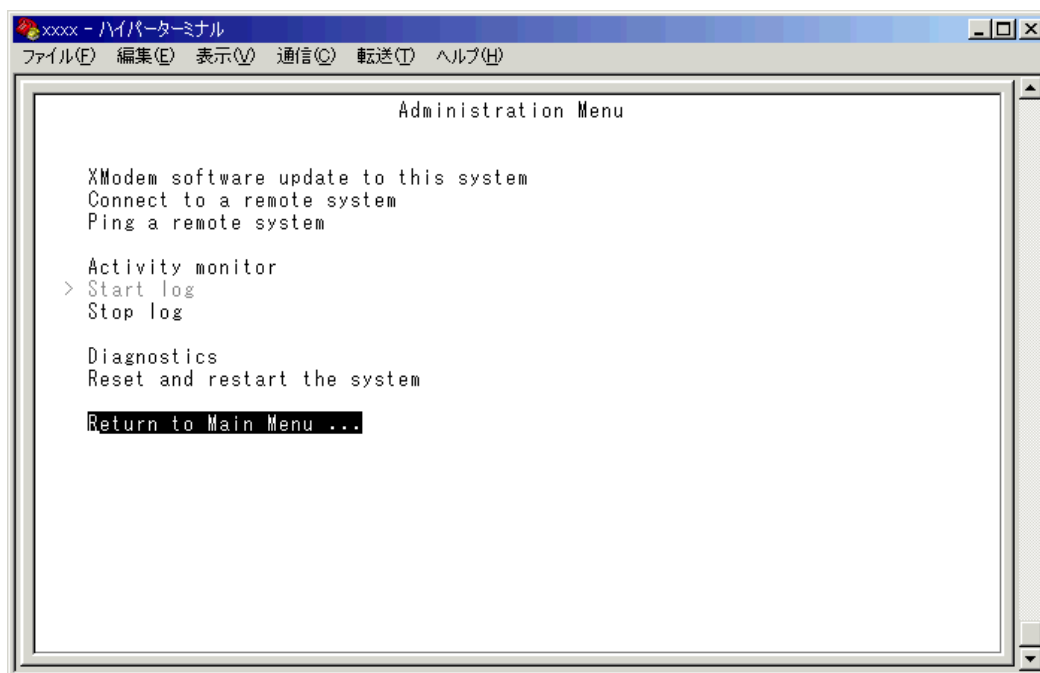 xxxx - ハイパーターミナル
ファイル(F) 編集(E) 表示(V) 通信(C) 転送(T) ヘルプ(H)
Administration Menu
XModem software update to this system
Connect to a remote system
Ping a remote system
Activity monitor
> Start log
Stop log
Diagnostics
Reset and restart the system
Return to Main Menu ...